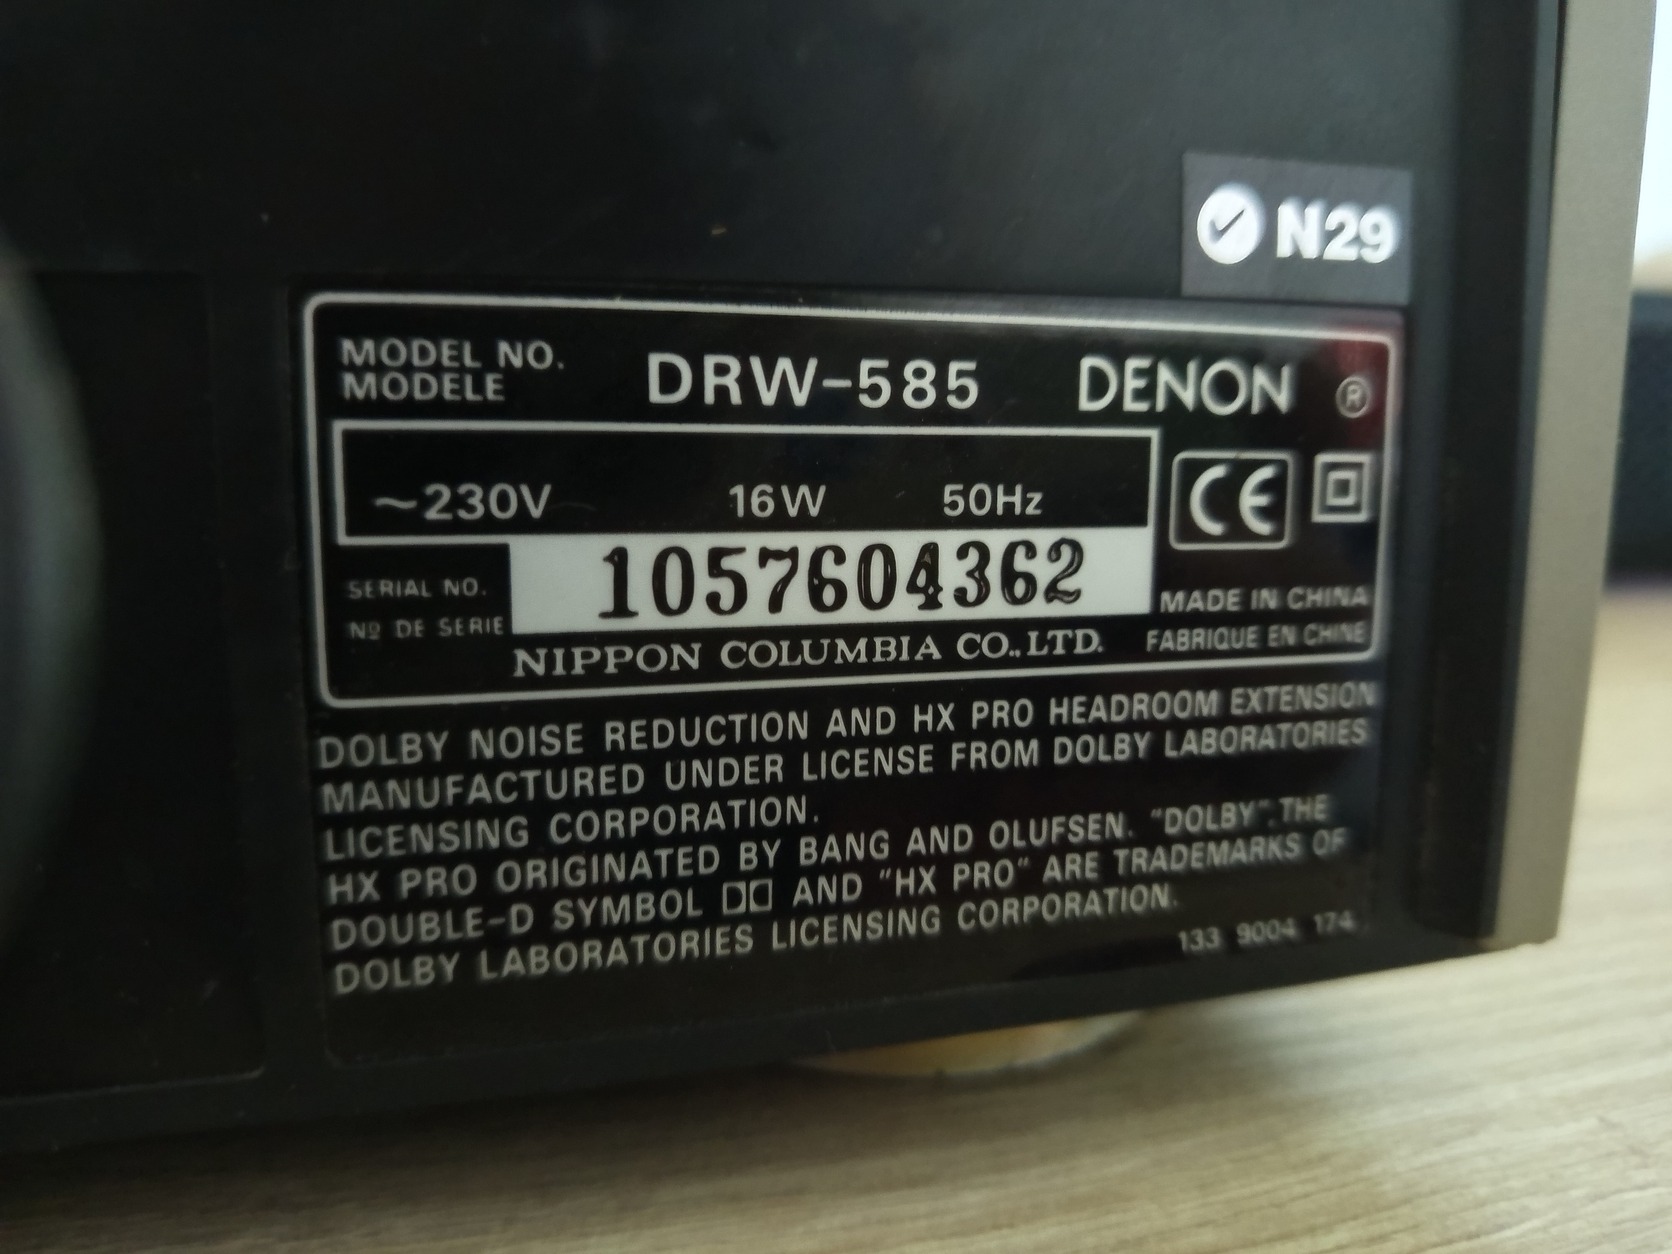 N29
MODEL NO.
MODELE
DRW-585
DENON ®
~230V 16W 50Hz
CE
SERIAL NO.
Nº DE SERIE
1057604362
MADE IN CHINA
FABRIQUE EN CHINE
NIPPON COLUMBIA CO.,LTD.
DOLBY NOISE REDUCTION AND HX PRO HEADROOM EXTENSION
MANUFACTURED UNDER LICENSE FROM DOLBY LABORATORIES
LICENSING CORPORATION.
HX PRO ORIGINATED BY BANG AND OLUFSEN. "DOLBY". THE
DOUBLE-D SYMBOL AND "HX PRO" ARE TRADEMARKS OF
DOLBY LABORATORIES LICENSING CORPORATION.
133 9004 174